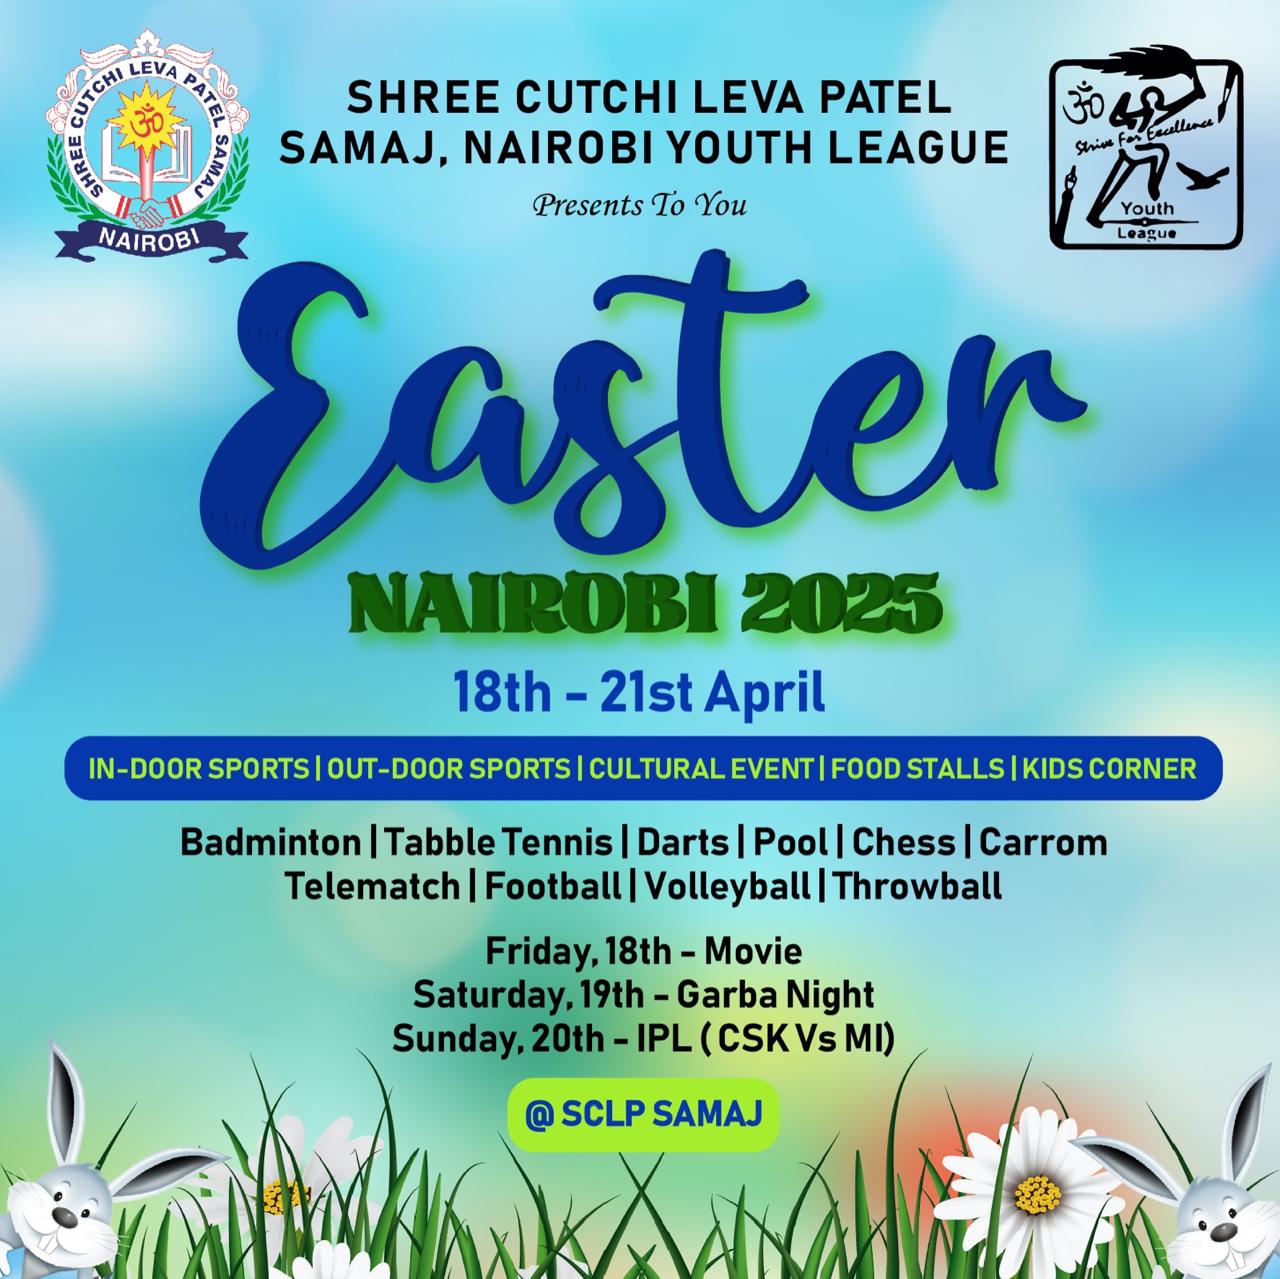 SHREE CUTCHI LEVA PATEL SAMAJ
ॐ
NAIROBI
SHREE CUTCHI LEVA PATEL
SAMAJ, NAIROBI YOUTH LEAGUE
Presents To You
ॐ
Strive For Excellence
Youth
League
Easter
NAIROBI 2025
18th - 21st April
IN-DOOR SPORTS | OUT-DOOR SPORTS | CULTURAL EVENT | FOOD STALLS | KIDS CORNER
Badminton | Tabble Tennis | Darts | Pool | Chess | Carrom
Telematch | Football | Volleyball | Throwball
Friday, 18th - Movie
Saturday, 19th - Garba Night
Sunday, 20th - IPL ( CSK Vs MI)
@ SCLP SAMAJ